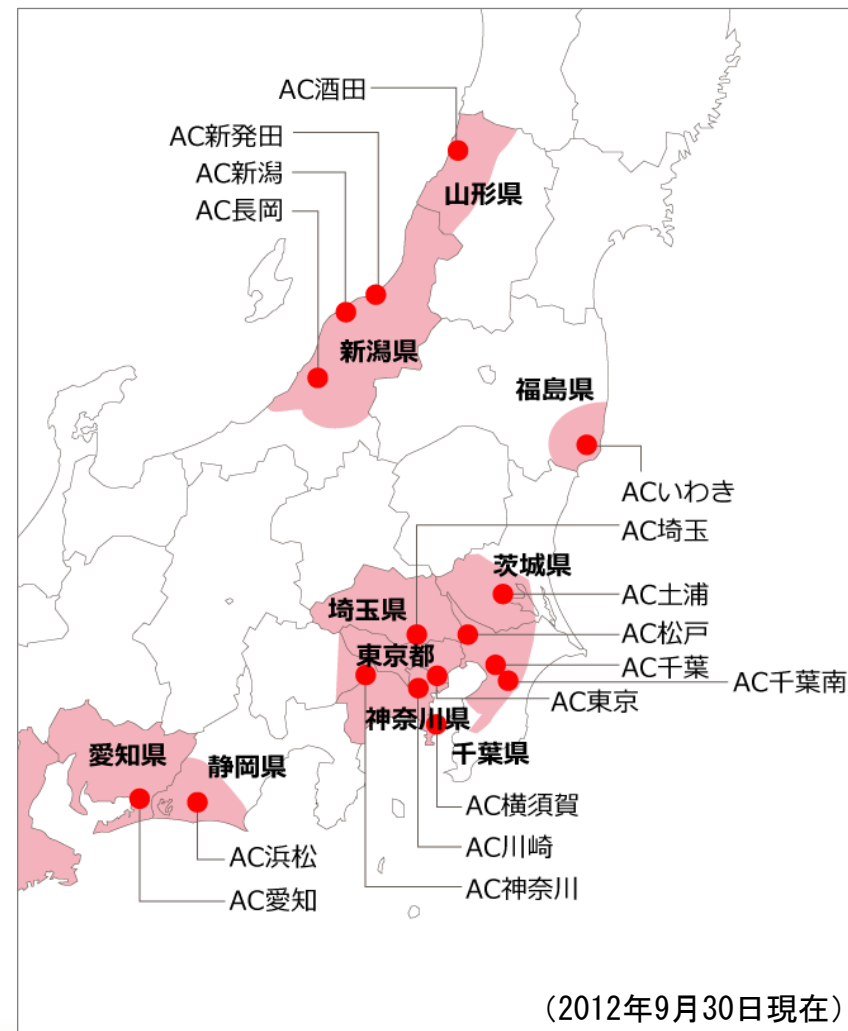 AC酒田
AC新発田
AC新潟
AC長岡
山形県
新潟県
福島県
ACいわき
AC埼玉
茨城県
AC土浦
埼玉県
AC松戸
東京都
AC千葉
AC千葉南
AC東京
神奈川県
千葉県
愛知県
静岡県
AC横須賀
AC川崎
AC浜松
AC神奈川
AC愛知
（2012年9月30日現在）